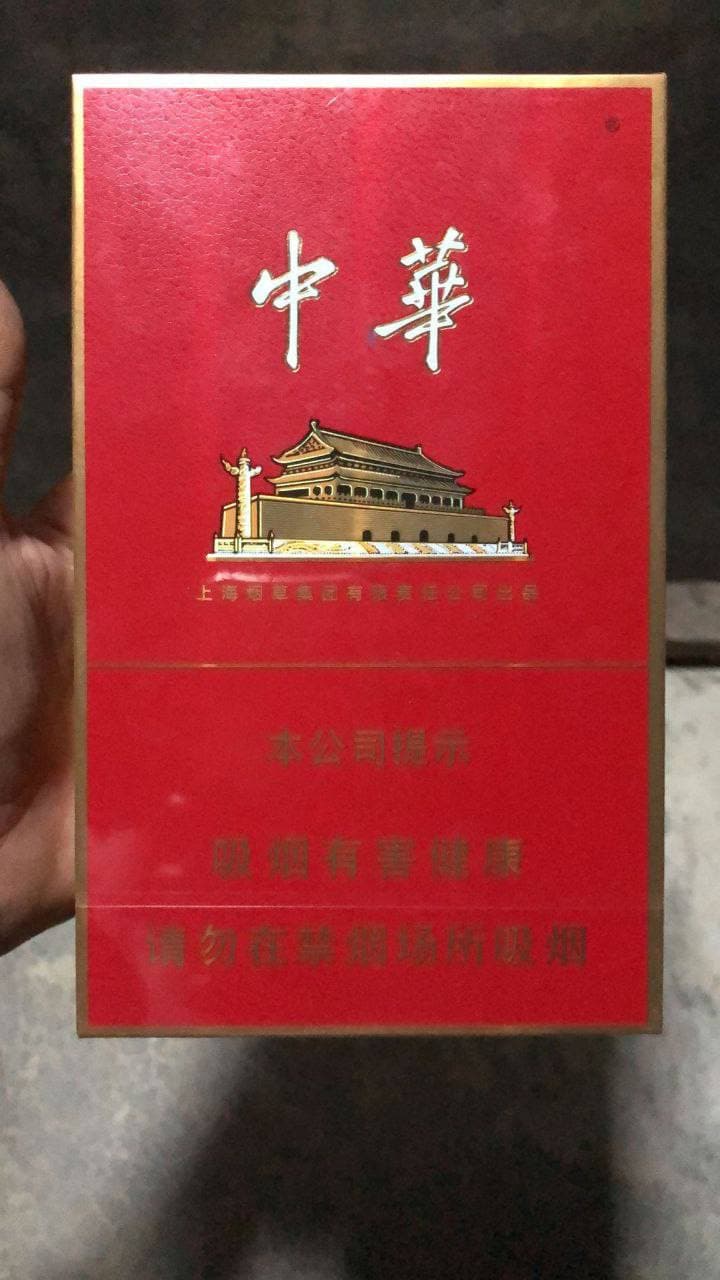 中華
上海烟草集团有限责任公司出品
本公司提示
吸烟有害健康
请勿在禁烟场所吸烟